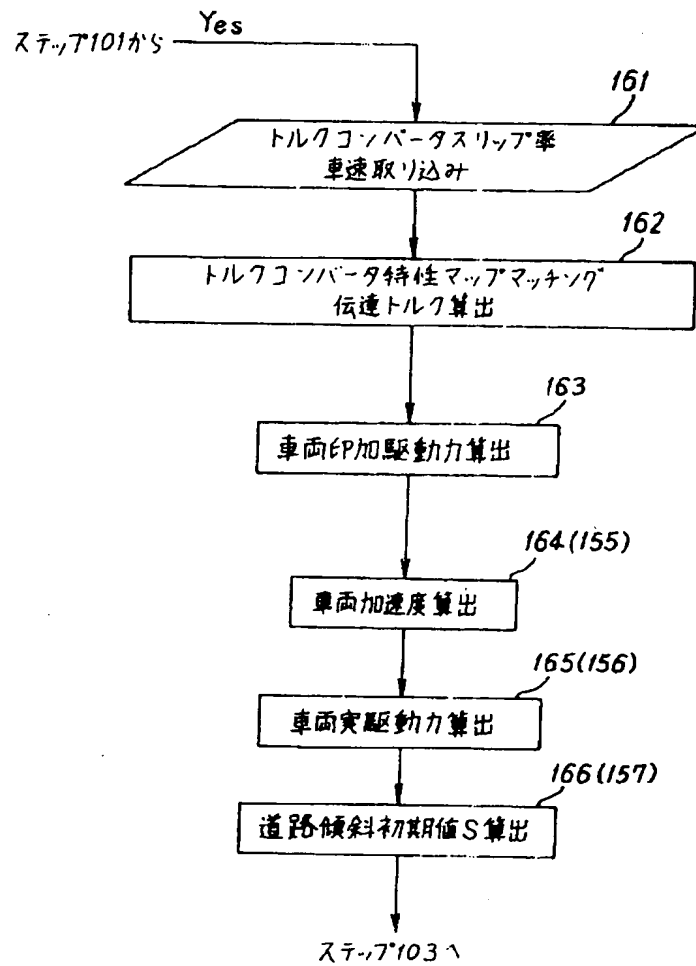 ステップ101から
Yes
161
トルクコンバータスリップ率
車速取り込み
162
トルクコンバータ特性マップマッチング
伝達トルク算出
163
車両印加駆動力算出
164(155)
車両加速度算出
165(156)
車両実駆動力算出
166(157)
道路傾斜初期値S算出
ステップ103へ